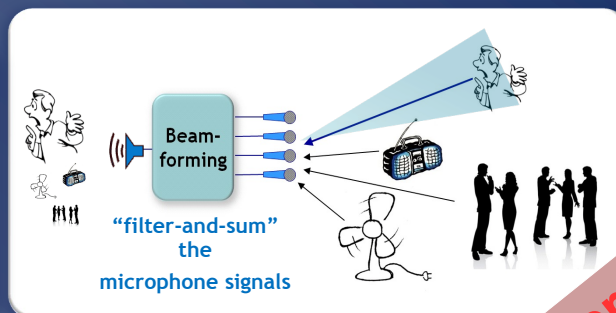 Beam-
forming
“filter-and-sum”
the
microphone signals